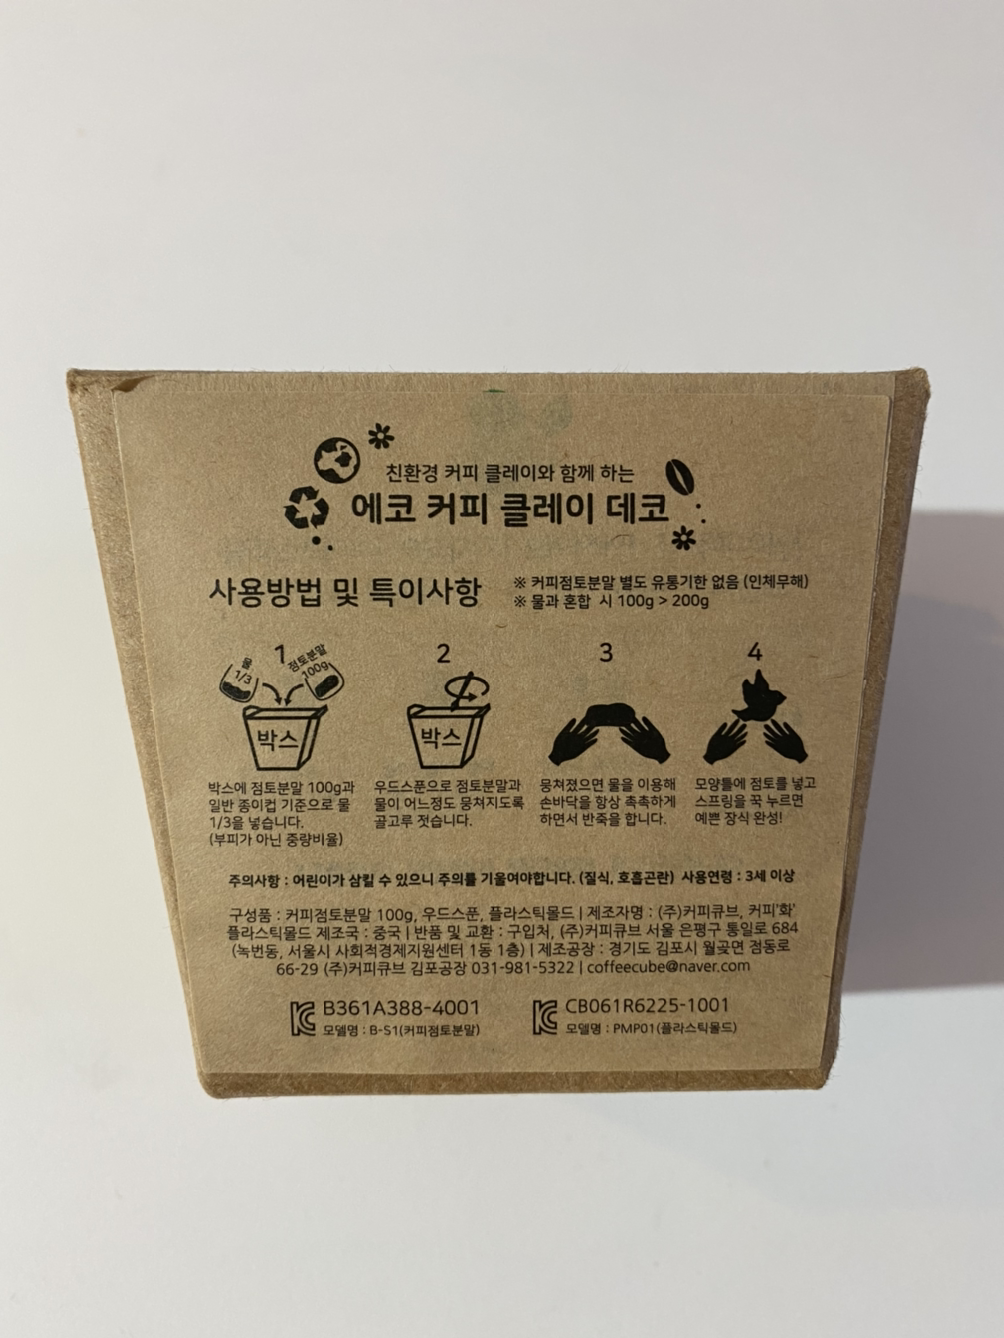 친환경 커피 클레이와 함께 하는
에코 커피 클레이 데코
사용방법 및 특이사항
※ 커피점토분말 별도 유통기한 없음 (인체무해)
※ 물과 혼합 시 100g > 200g
1
물
1/3
점토분말
100g
박스
박스에 점토분말 100g과
일반 종이컵 기준으로 물
1/3을 넣습니다.
(부피가 아닌 중량비율)
2
박스
우드스푼으로 점토분말과
물이 어느정도 뭉쳐지도록
골고루 젓습니다.
3
뭉쳐졌으면 물을 이용해
손바닥을 항상 촉촉하게
하면서 반죽을 합니다.
4
모양틀에 점토를 넣고
스프링을 꾹 누르면
예쁜 장식 완성!
주의사항 : 어린이가 삼킬 수 있으니 주의를 기울여야합니다. (질식, 호흡곤란) 사용연령 : 3세 이상
구성품 : 커피점토분말 100g, 우드스푼, 플라스틱몰드 | 제조자명 : (주)커피큐브, 커피'화'
플라스틱몰드 제조국 : 중국 | 반품 및 교환 : 구입처, (주)커피큐브 서울 은평구 통일로 684
(녹번동, 서울시 사회적경제지원센터 1동 1층) | 제조공장 : 경기도 김포시 월곶면 점동로
66-29 (주)커피큐브 김포공장 031-981-5322 | coffeecube@naver.com
B361A388-4001
모델명 : B-S1(커피점토분말)
CB061R6225-1001
모델명 : PMP01(플라스틱몰드)